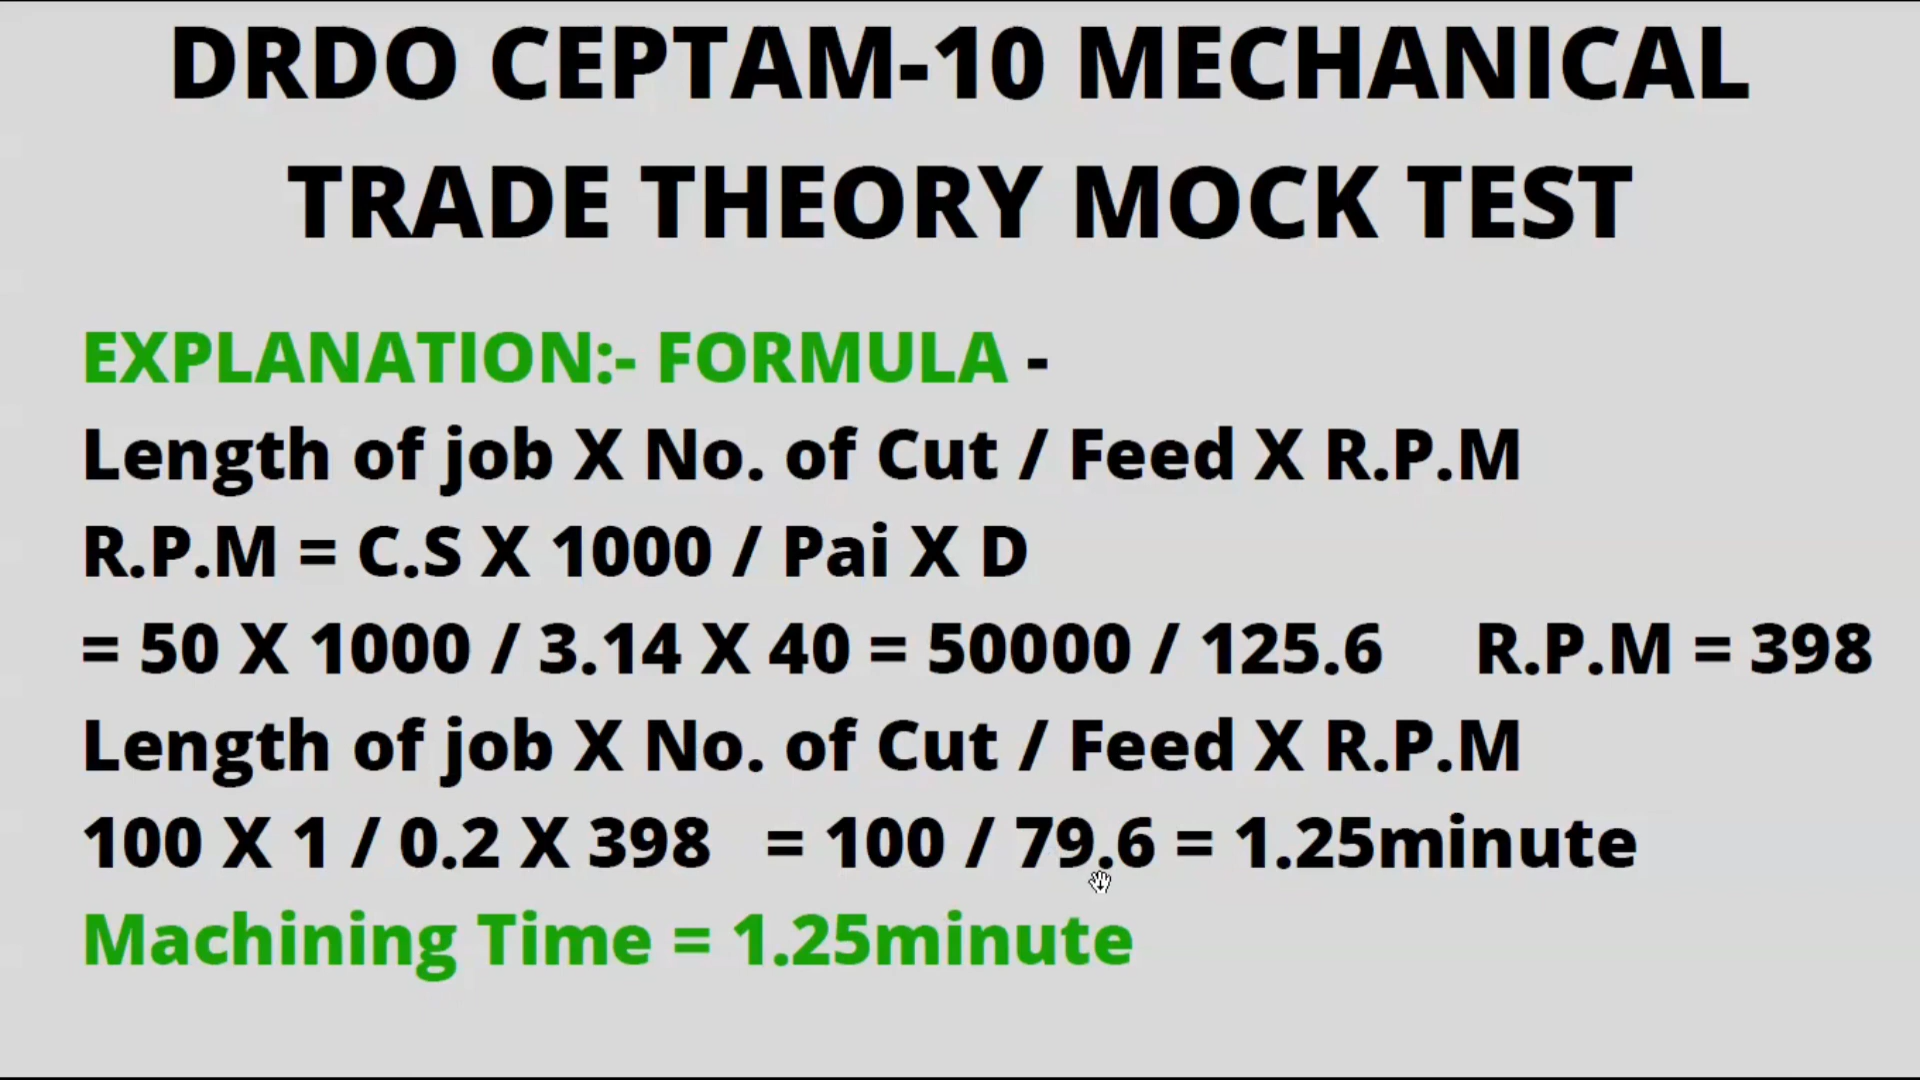 DRDO CEPTAM-10 MECHANICAL
TRADE THEORY MOCK TEST
EXPLANATION:- FORMULA -
Length of job X No. of Cut / Feed X R.P.M
R.P.M = C.S X 1000 / Pai X D
= 50 X 1000 / 3.14 X 40 = 50000 / 125.6 R.P.M = 398
Length of job X No. of Cut / Feed X R.P.M
100 X 1 / 0.2 X 398 = 100 / 79.6 = 1.25minute
Machining Time = 1.25minute